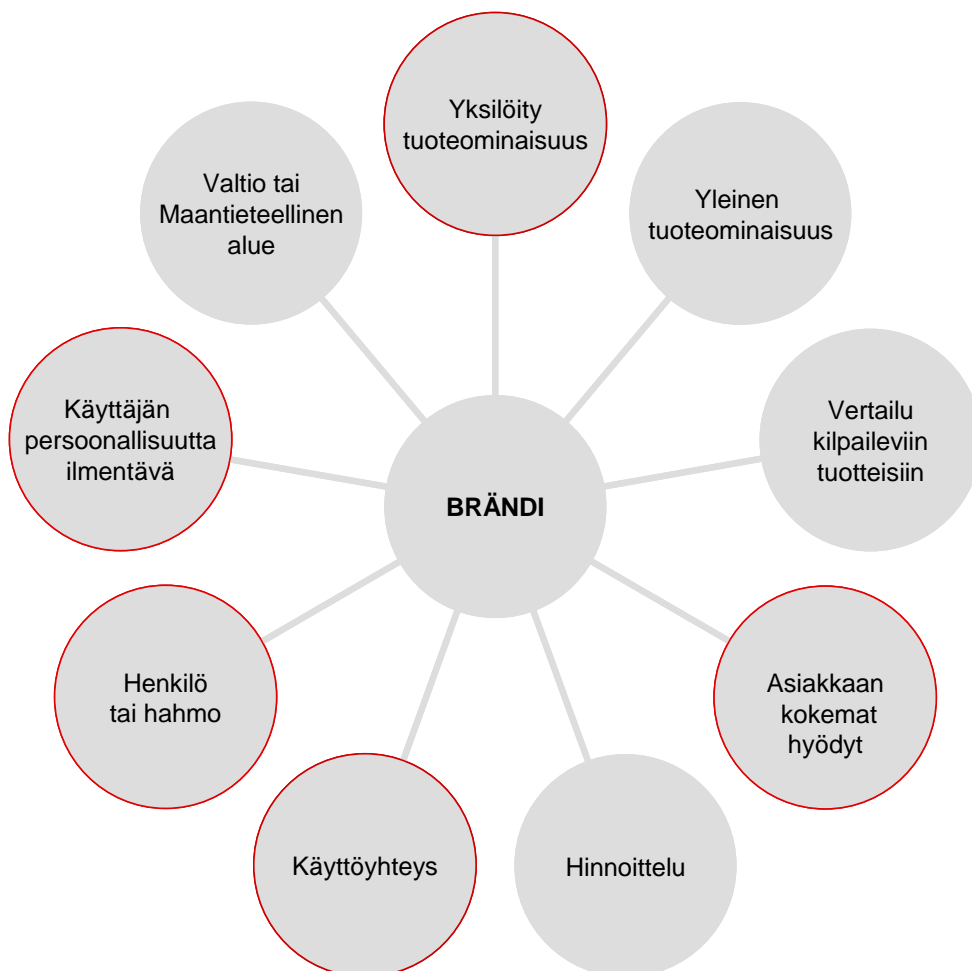 Yksilöity
tuoteominaisuus
Yleinen
tuoteominaisuus
Vertailu
kilpaileviin
tuotteisiin
Asiakkaan
kokemat
hyödyt
Hinnoittelu
Käyttöyhteys
Henkilö
tai hahmo
Käyttäjän
persoonallisuutta
ilmentävä
Valtio tai
Maantieteellinen
alue
BRÄNDI